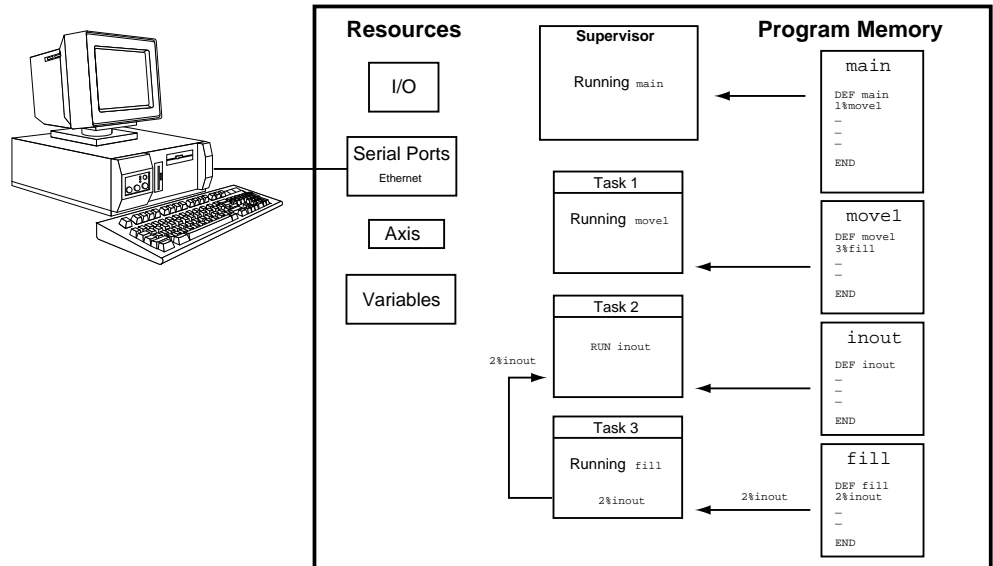 Resources
I/O
Serial Ports
Ethernet
Axis
Variables
Supervisor
Running main
Task 1
Running move1
Task 2
RUN inout
2%inout
Task 3
Running fill
2%inout
Program Memory
main
DEF main
1%move1
–
–
–
END
move1
DEF move1
3%fill
–
–
END
inout
DEF inout
–
–
–
END
2%inout
fill
DEF fill
2%inout
–
–
END